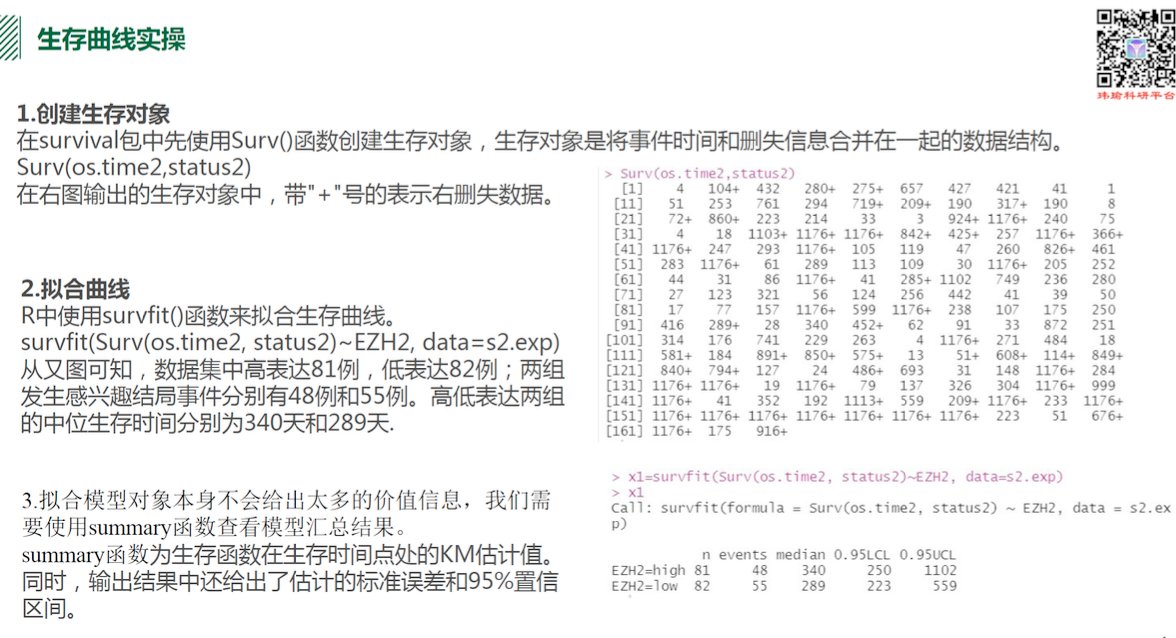 生存曲线实操
玮瑜科研平台
1.创建生存对象
在survival包中先使用Surv()函数创建生存对象，生存对象是将事件时间和删失信息合并在一起的数据结构。
Surv(os.time2,status2)
在右图输出的生存对象中，带"+"号的表示右删失数据。
2.拟合曲线
R中使用survfit()函数来拟合生存曲线。
survfit(Surv(os.time2, status2)~EZH2, data=s2.exp)
从又图可知，数据集中高表达81例，低表达82例；两组
发生感兴趣结局事件分别有48例和55例。高低表达两组
的中位生存时间分别为340天和289天.
3.拟合模型对象本身不会给出太多的价值信息，我们需
要使用summary函数查看模型汇总结果。
summary函数为生存函数在生存时间点处的KM估计值。
同时，输出结果中还给出了估计的标准误差和95%置信
区间。
> Surv(os.time2,status2)
[1] 4 104+ 432 280+ 275+ 657 427 421 41 1
[11] 51 253 761 294 719+ 209+ 190 317+ 190 8
[21] 72+ 860+ 223 214 33 3 924+ 1176+ 240 75
[31] 4 18 1103+ 1176+ 1176+ 842+ 425+ 257 1176+ 366+
[41] 1176+ 247 293 1176+ 105 119 47 260 826+ 461
[51] 283 1176+ 61 289 113 109 30 1176+ 205 252
[61] 44 31 86 1176+ 41 285+ 1102 749 236 280
[71] 27 123 321 56 124 256 442 41 39 50
[81] 17 77 157 1176+ 599 1176+ 238 107 175 250
[91] 416 289+ 28 340 452+ 62 91 33 872 251
[101] 314 176 741 229 263 4 1176+ 271 484 18
[111] 581+ 184 891+ 850+ 575+ 13 51+ 608+ 114+ 849+
[121] 840+ 794+ 127 24 486+ 693 31 148 1176+ 284
[131] 1176+ 1176+ 19 1176+ 79 137 326 304 1176+ 999
[141] 1176+ 41 352 192 1113+ 559 209+ 1176+ 233 1176+
[151] 1176+ 1176+ 1176+ 1176+ 1176+ 1176+ 1176+ 223 51 676+
[161] 1176+ 175 916+
> x1=survfit(Surv(os.time2, status2)~EZH2, data=s2.exp)
> x1
Call: survfit(formula = Surv(os.time2, status2) ~ EZH2, data = s2.ex
p)
n events median 0.95LCL 0.95UCL
EZH2=high 81 48 340 250 1102
EZH2=low 82 55 289 223 559